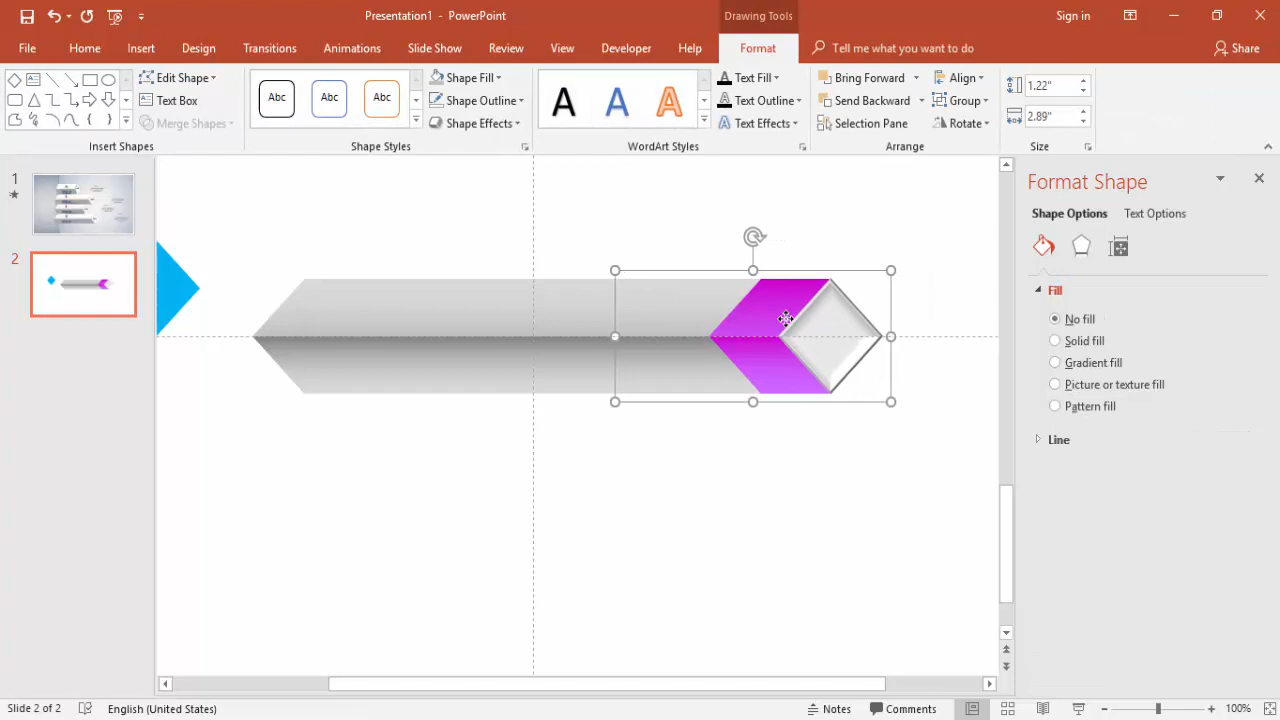 Presentation1 - PowerPoint
Drawing Tools
Sign in
File
Home
Insert
Design
Transitions
Animations
Slide Show
Review
View
Developer
Help
Format
Tell me what you want to do
Share
Edit Shape
Text Box
Merge Shapes
Insert Shapes
Abc
Abc
Abc
Shape Fill
Shape Outline
Shape Effects
Shape Styles
A
A
A
Text Fill
Text Outline
Text Effects
WordArt Styles
Bring Forward
Send Backward
Selection Pane
Align
Group
Rotate
Arrange
1.22"
2.89"
Size
1
2
Format Shape
Shape Options
Text Options
Fill
No fill
Solid fill
Gradient fill
Picture or texture fill
Pattern fill
Line
Slide 2 of 2
English (United States)
Notes
Comments
100%